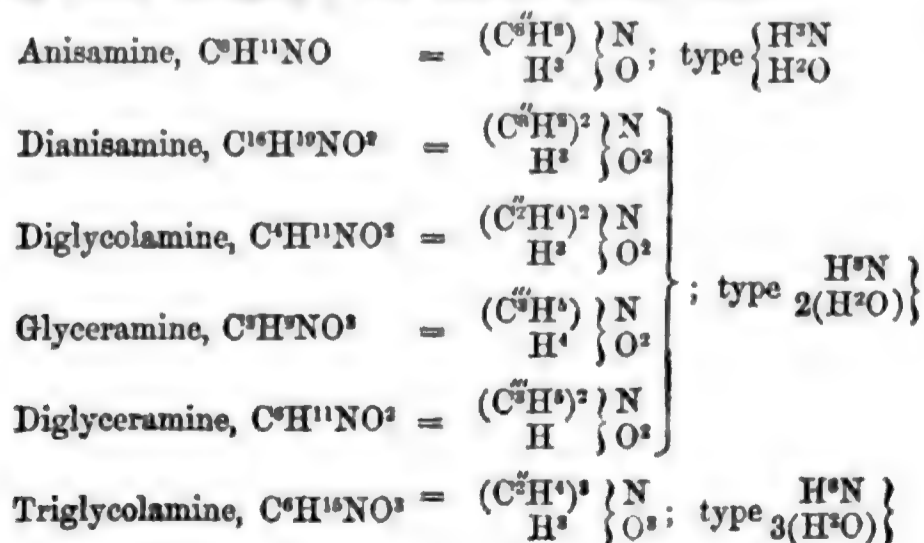 Anisamine, C⁸H¹¹NO = (C⁸″H⁸) H³ } N O ; type { H³N H²O
Dianisamine, C¹⁶H¹⁹NO² = (C⁸″H⁸)² H³ } N O²
Diglycolamine, C⁴H¹¹NO² = (C²″H⁴)² H³ } N O²
Glyceramine, C³H⁹NO² = (C³‴H⁵) H⁴ } N O²
} ; type H³N 2(H²O) }
Diglyceramine, C⁶H¹¹NO² = (C³‴H⁵)² H } N O²
Triglycolamine, C⁶H¹⁵NO³ = (C²″H⁴)³ H³ } N O³ ; type H³N 3(H²O) }